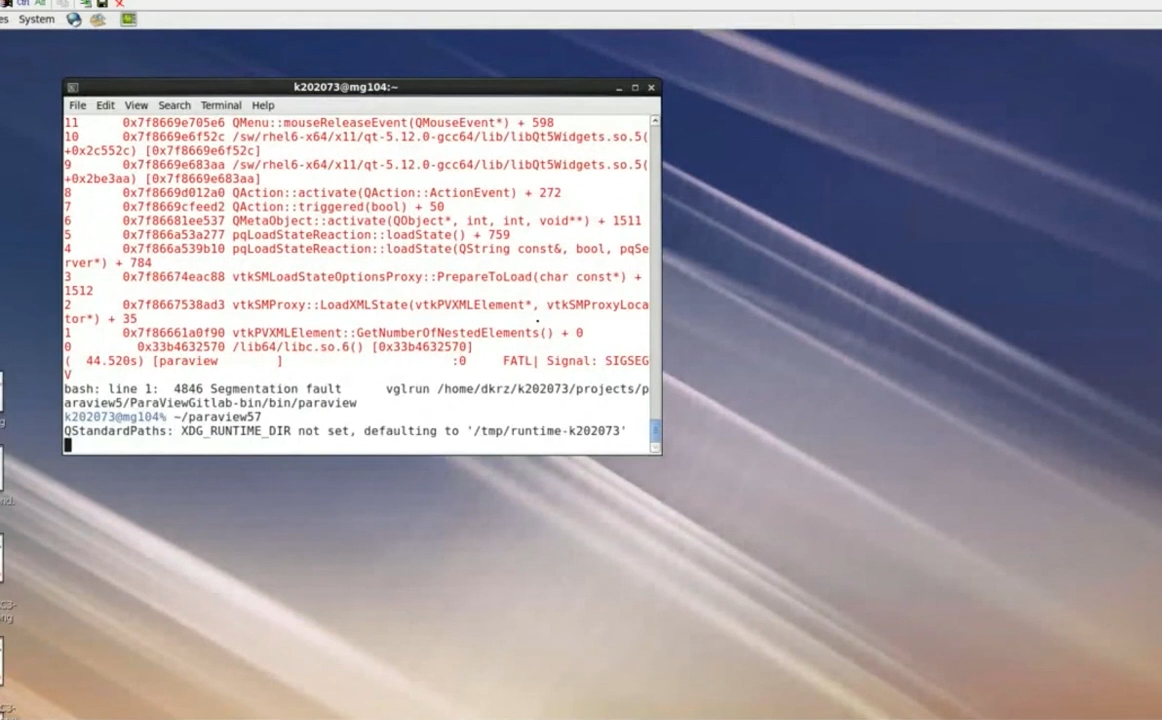 es System
k202073@mg104:~
File Edit View Search Terminal Help
11 0x7f8669e705e6 QMenu::mouseReleaseEvent(QMouseEvent*) + 598
10 0x7f8669e6f52c /sw/rhel6-x64/x11/qt-5.12.0-gcc64/lib/libQt5Widgets.so.5(
+0x2c552c) [0x7f8669e6f52c]
9 0x7f8669e683aa /sw/rhel6-x64/x11/qt-5.12.0-gcc64/lib/libQt5Widgets.so.5(
+0x2be3aa) [0x7f8669e683aa]
8 0x7f8669d012a0 QAction::activate(QAction::ActionEvent) + 272
7 0x7f8669cfeed2 QAction::triggered(bool) + 50
6 0x7f86681ee537 QMetaObject::activate(QObject*, int, int, void**) + 1511
5 0x7f866a53a277 pqLoadStateReaction::loadState() + 759
4 0x7f866a539b10 pqLoadStateReaction::loadState(QString const&, bool, pqSe
rver*) + 784
3 0x7f86674eac88 vtkSMLoadStateOptionsProxy::PrepareToLoad(char const*) +
1512
2 0x7f8667538ad3 vtkSMProxy::LoadXMLState(vtkPVXMLElement*, vtkSMProxyLoca
tor*) + 35
1 0x7f86661a0f90 vtkPVXMLElement::GetNumberOfNestedElements() + 0
0 0x33b4632570 /lib64/libc.so.6() [0x33b4632570]
( 44.520s) [paraview ] :0 FATL| Signal: SIGSEG
V
bash: line 1: 4846 Segmentation fault vglrun /home/dkrz/k202073/projects/p
araview5/ParaViewGitlab-bin/bin/paraview
k202073@mg104% ~/paraview57
QStandardPaths: XDG_RUNTIME_DIR not set, defaulting to '/tmp/runtime-k202073'